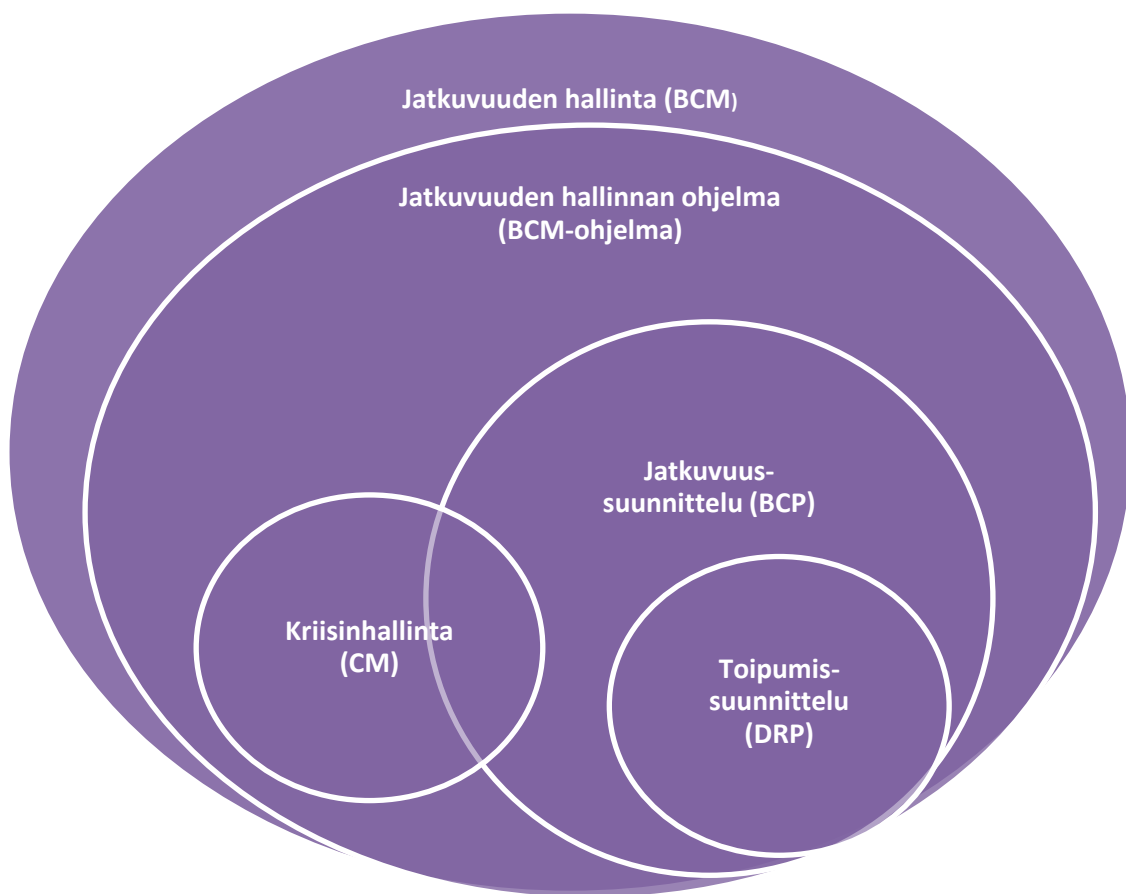 Jatkuvuuden hallinta (BCM)
Jatkuvuuden hallinnan ohjelma
(BCM-ohjelma)
Jatkuvuus-
suunnittelu (BCP)
Kriisinhallinta
(CM)
Toipumis-
suunnittelu
(DRP)